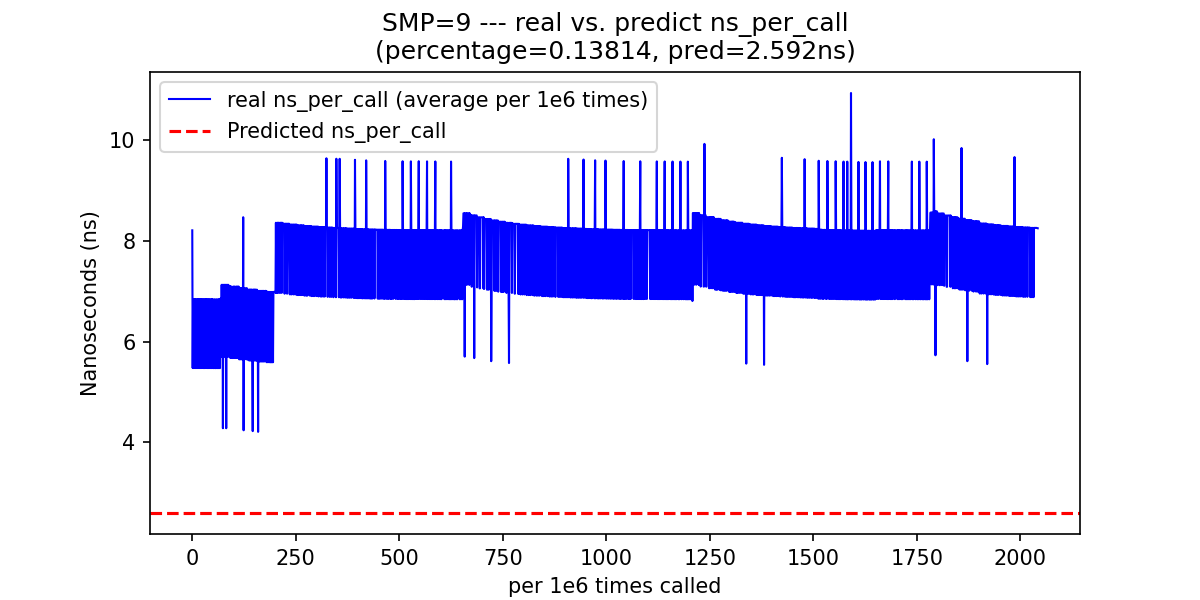 SMP=9 --- real vs. predict ns_per_call
(percentage=0.13814, pred=2.592ns)
real ns_per_call (average per 1e6 times)
Predicted ns_per_call
Nanoseconds (ns)
10
8
6
4
0 250 500 750 1000 1250 1500 1750 2000
per 1e6 times called